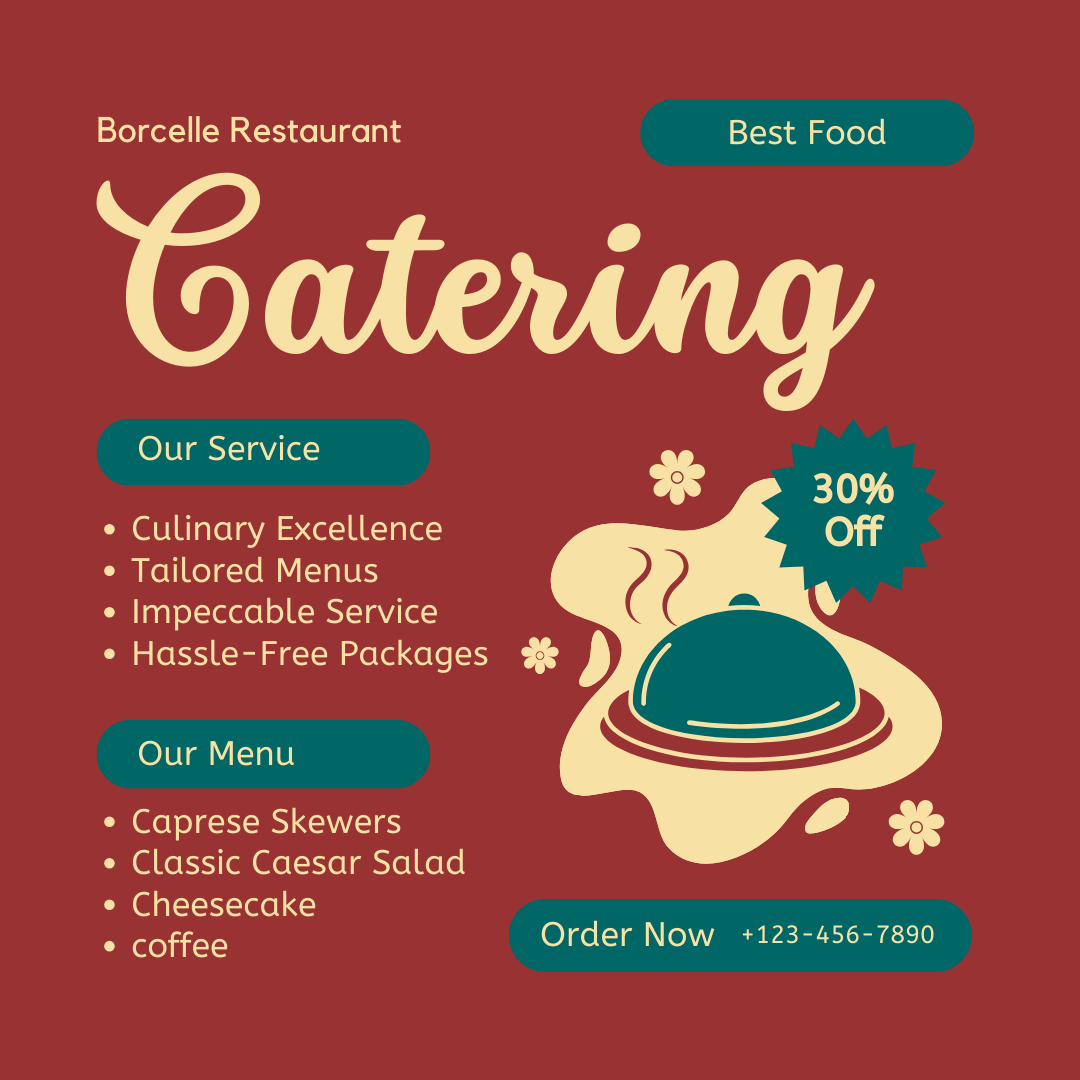 Borcelle Restaurant
Best Food
Catering
Our Service
• Culinary Excellence
• Tailored Menus
• Impeccable Service
• Hassle-Free Packages
30%
Off
Our Menu
• Caprese Skewers
• Classic Caesar Salad
• Cheesecake
• coffee
Order Now +123-456-7890